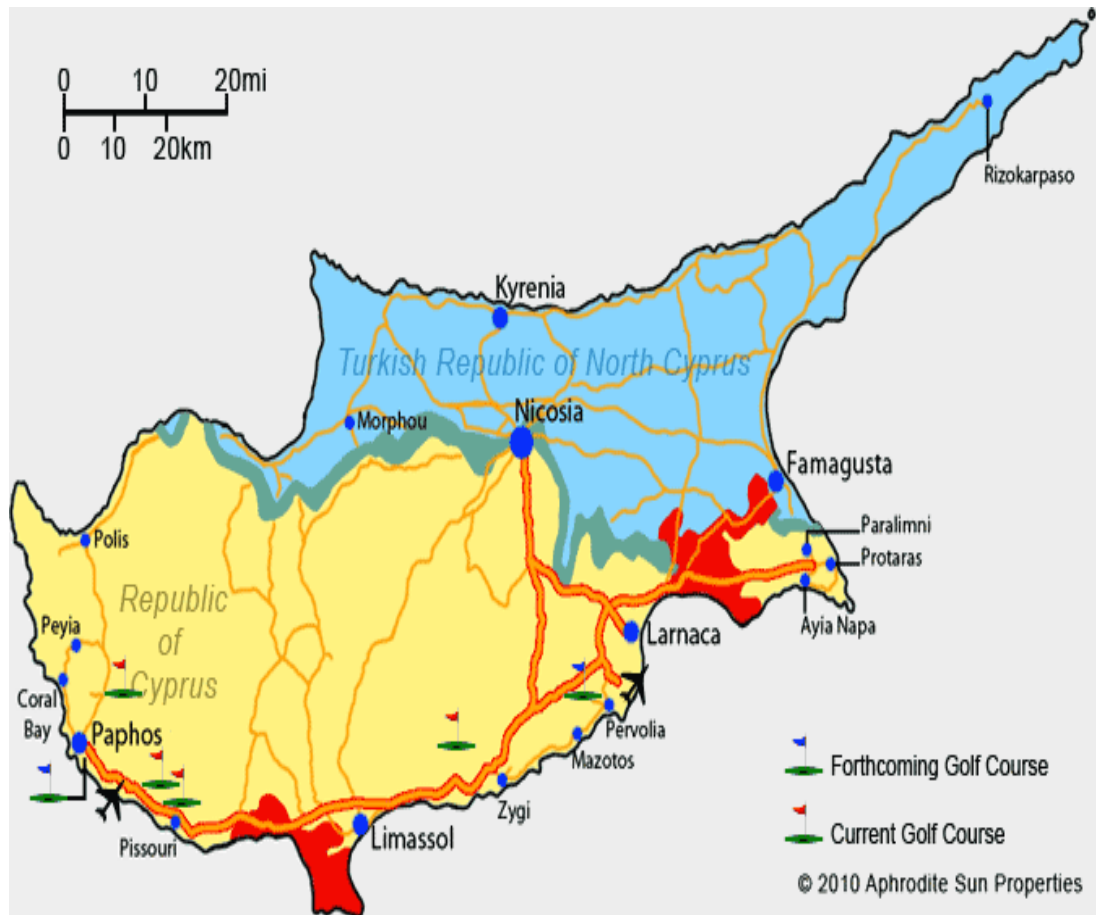 0 10 20mi
0 10 20km
Rizokarpaso
Kyrenia
Turkish Republic of North Cyprus
Nicosia
Morphou
Famagusta
Paralimni
Polis
Protaras
Republic
of
Cyprus
Peyia
Ayia Napa
Larnaca
Coral
Bay
Paphos
Pervolia
Mazotos
Zygi
Pissouri
Limassol
Forthcoming Golf Course
Current Golf Course
© 2010 Aphrodite Sun Properties